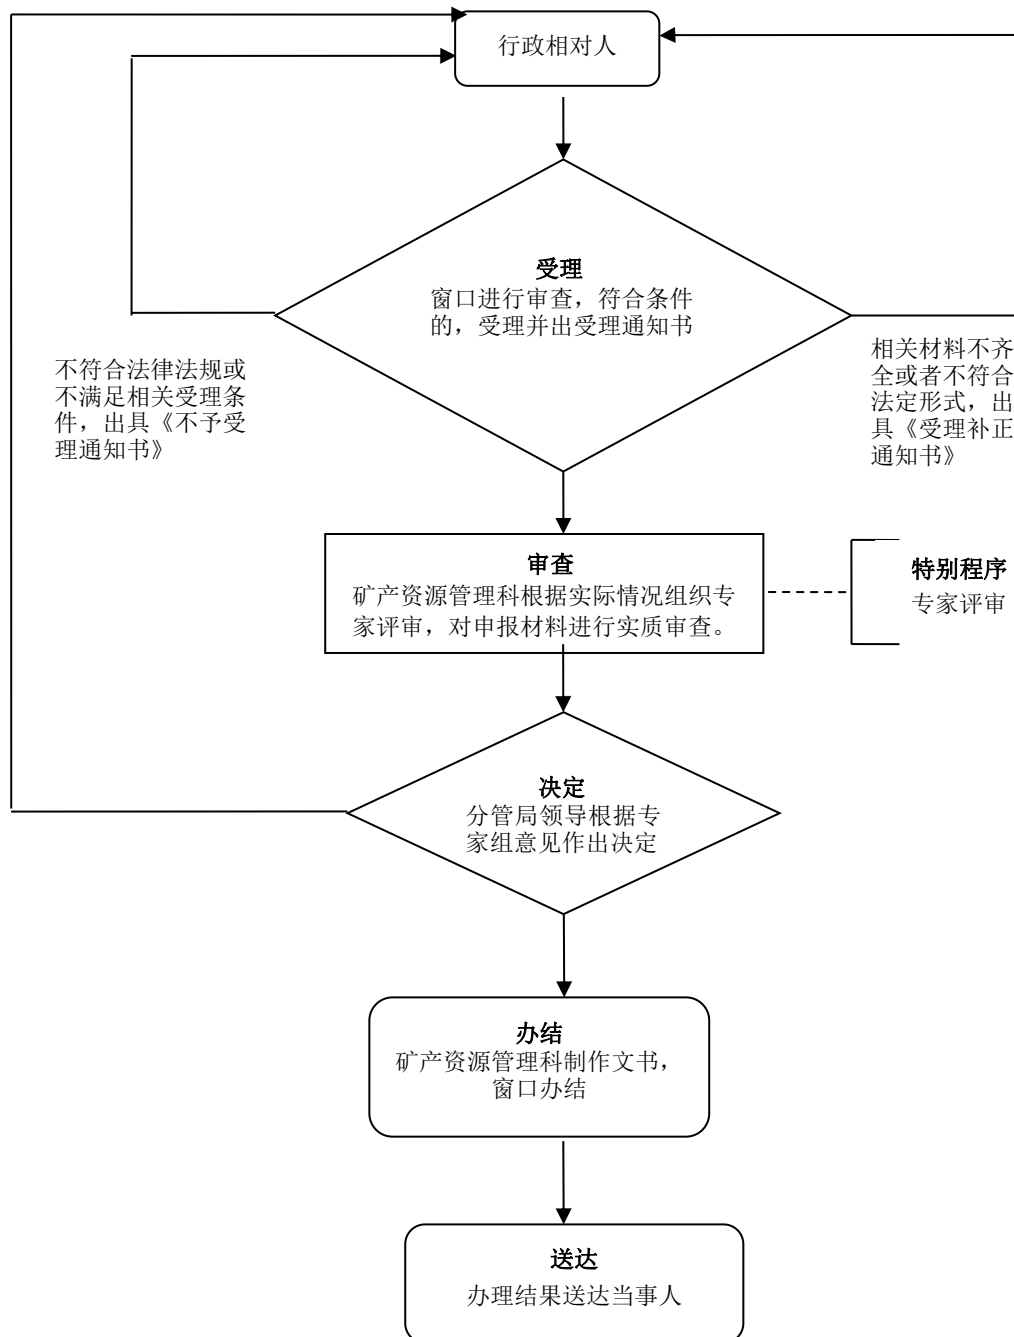 行政相对人
受理
窗口进行审查，符合条件
的，受理并出受理通知书
不符合法律法规或
不满足相关受理条
件，出具《不予受
理通知书》
相关材料不齐
全或者不符合
法定形式，出
具《受理补正
通知书》
审查
矿产资源管理科根据实际情况组织专
家评审，对申报材料进行实质审查。
特别程序
专家评审
决定
分管局领导根据专
家组意见作出决定
办结
矿产资源管理科制作文书，
窗口办结
送达
办理结果送达当事人